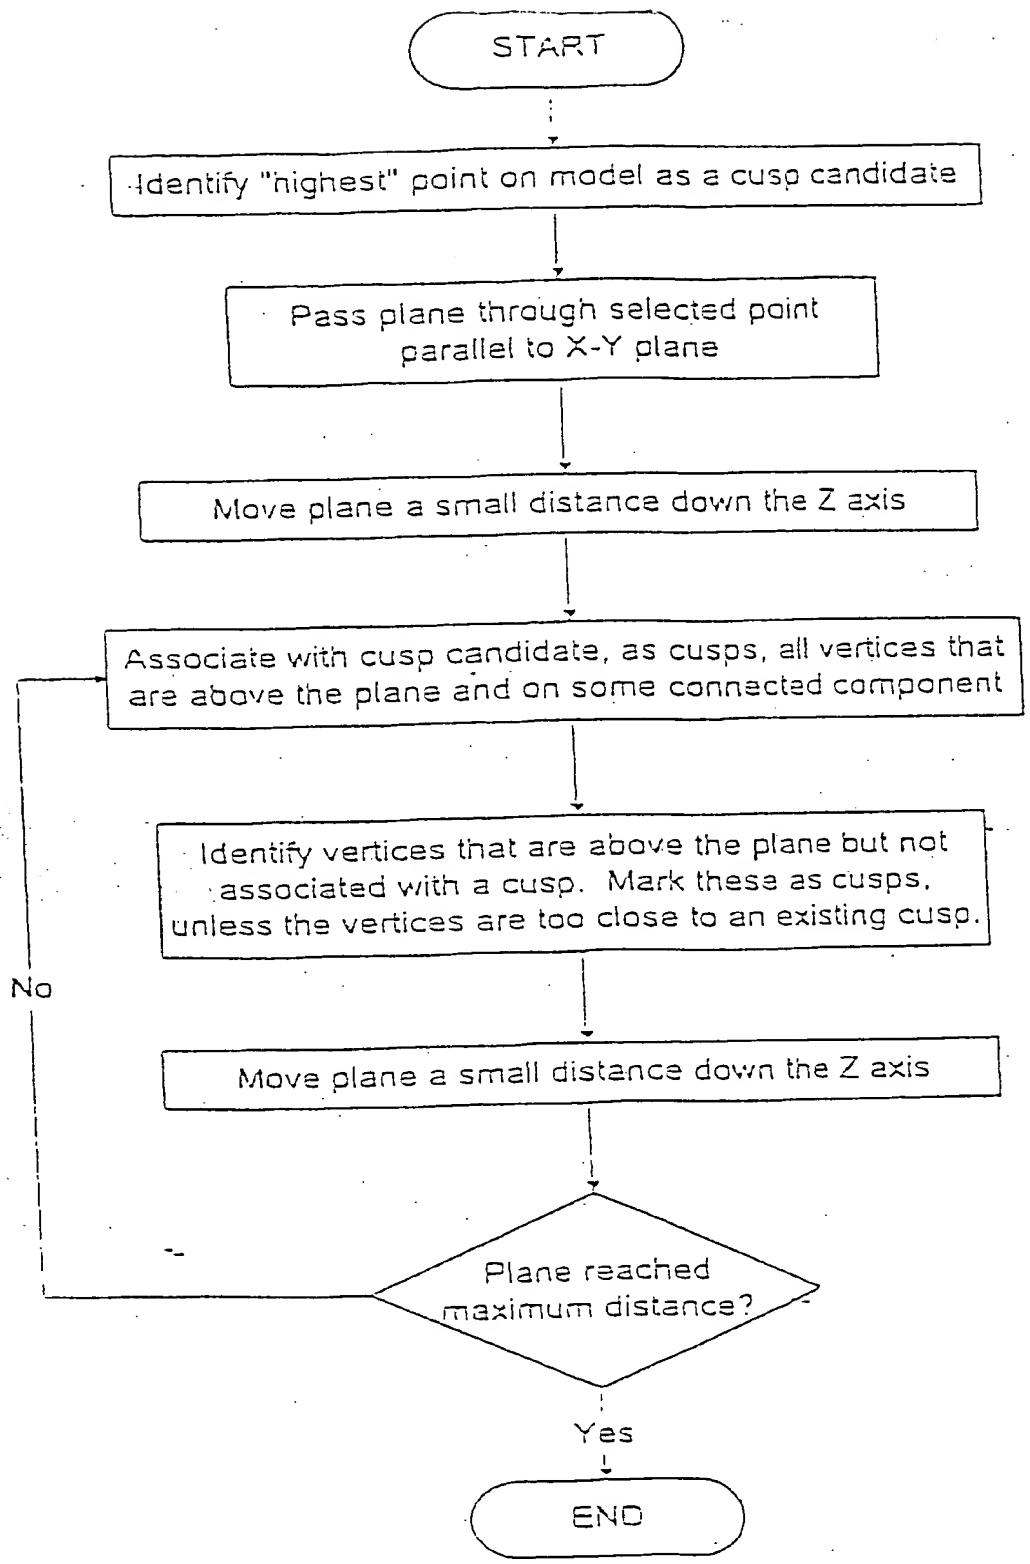 START
Identify "highest" point on model as a cusp candidate
Pass plane through selected point
parallel to X-Y plane
Move plane a small distance down the Z axis
Associate with cusp candidate, as cusps, all vertices that
are above the plane and on some connected component
Identify vertices that are above the plane but not
associated with a cusp. Mark these as cusps,
unless the vertices are too close to an existing cusp.
No
Move plane a small distance down the Z axis
Plane reached
maximum distance?
Yes
END